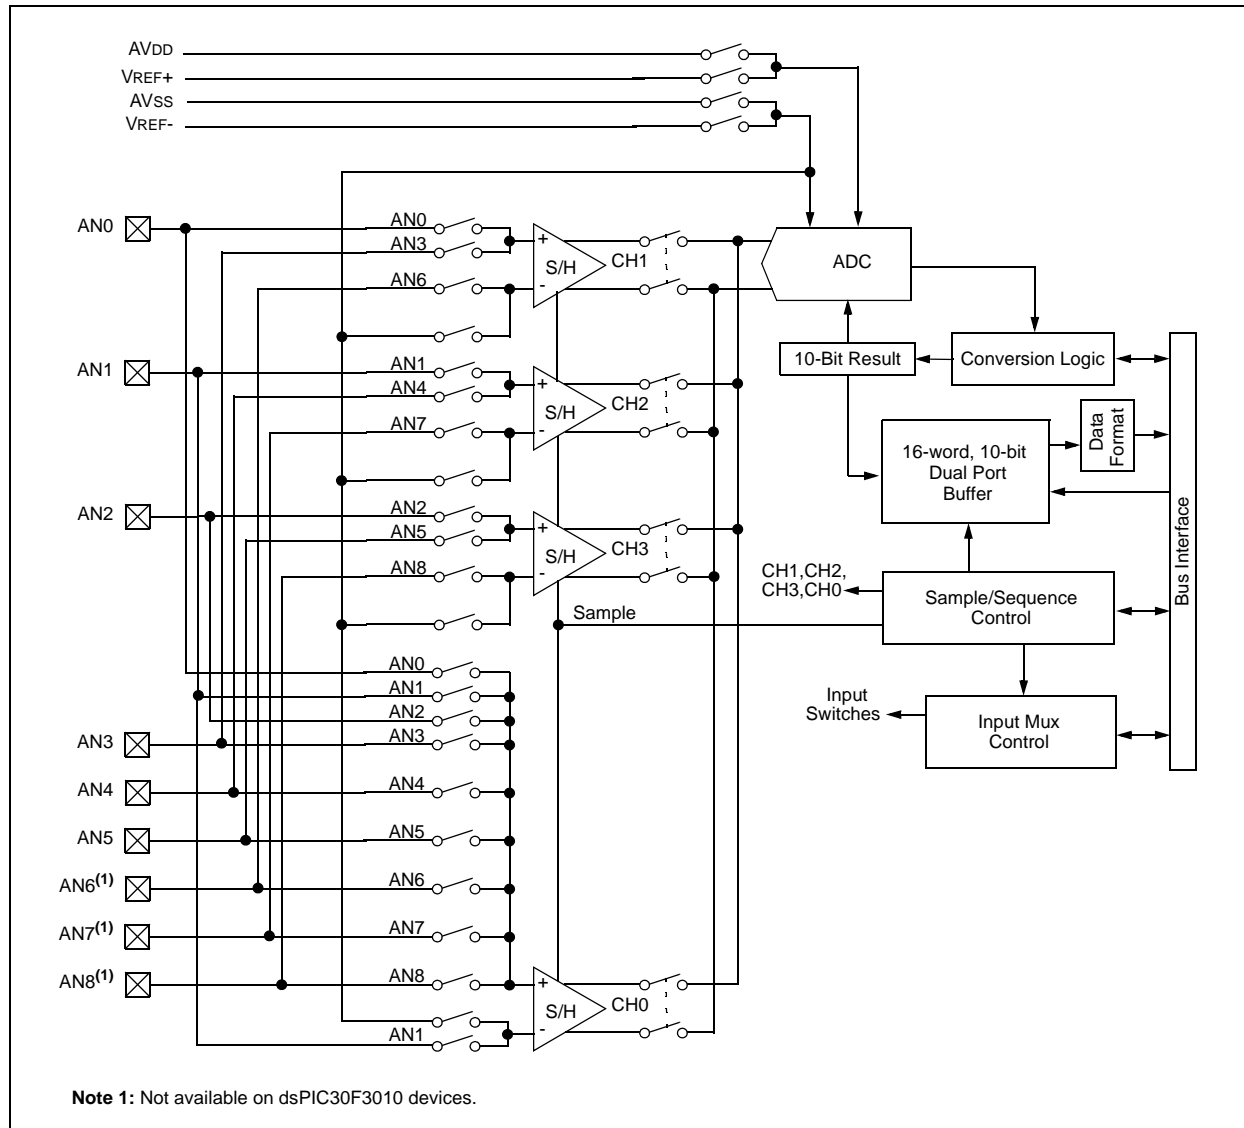 AVDD
VREF+
AVSS
VREF-
AN0
AN0
AN3
AN6
+
-
S/H
CH1
ADC
10-Bit Result
Conversion Logic
AN1
AN1
AN4
AN7
+
-
S/H
CH2
16-word, 10-bit
Dual Port
Buffer
Data
Format
AN2
AN2
AN5
AN8
+
-
S/H
CH3
CH1,CH2,
CH3,CH0
Sample/Sequence
Control
Bus Interface
Sample
Input
Switches
Input Mux
Control
AN0
AN1
AN2
AN3
AN3
AN4
AN4
AN5
AN5
AN6(1)
AN6
AN7(1)
AN7
AN8(1)
AN8
AN1
+
-
S/H
CH0
Note 1: Not available on dsPIC30F3010 devices.